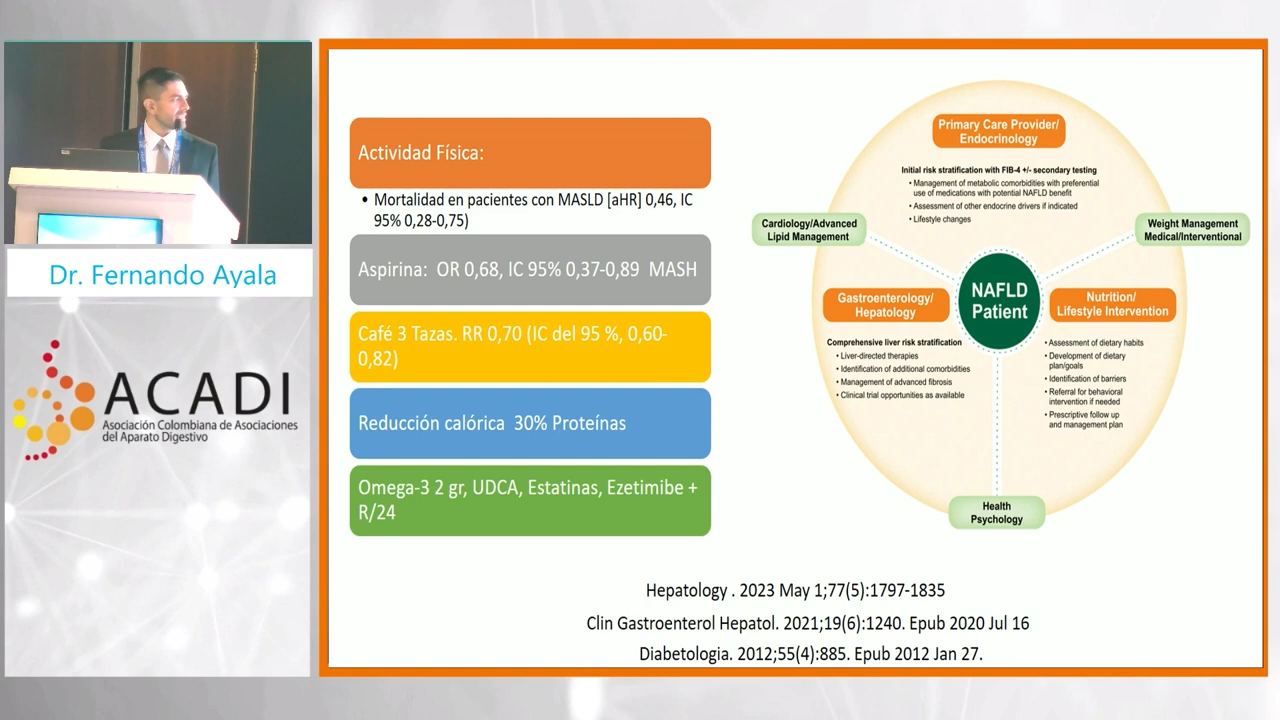 Dr. Fernando Ayala
ACADI
Asociación Colombiana de Asociaciones
del Aparato Digestivo
Actividad Física:
• Mortalidad en pacientes con MASLD [aHR] 0,46, IC
95% 0,28-0,75)
Aspirina: OR 0,68, IC 95% 0,37-0,89 MASH
Café 3 Tazas. RR 0,70 (IC del 95 %, 0,60-
0,82)
Reducción calórica 30% Proteínas
Omega-3 2 gr, UDCA, Estatinas, Ezetimibe +
R/24
Primary Care Provider/
Endocrinology
Initial risk stratification with FIB-4 +/- secondary testing
• Management of metabolic comorbidities with preferential
use of medications with potential NAFLD benefit
• Assessment of other endocrine drivers if indicated
• Lifestyle changes
Cardiology/Advanced
Lipid Management
Weight Management
Medical/Interventional
NAFLD
Patient
Gastroenterology/
Hepatology
Comprehensive liver risk stratification
• Liver-directed therapies
• Identification of additional comorbidities
• Management of advanced fibrosis
• Clinical trial opportunities as available
Nutrition/
Lifestyle Intervention
• Assessment of dietary habits
• Development of dietary
plan/goals
• Identification of barriers
• Referral for behavioral
intervention if needed
• Prescriptive follow up
and management plan
Health
Psychology
Hepatology . 2023 May 1;77(5):1797-1835
Clin Gastroenterol Hepatol. 2021;19(6):1240. Epub 2020 Jul 16
Diabetologia. 2012;55(4):885. Epub 2012 Jan 27.